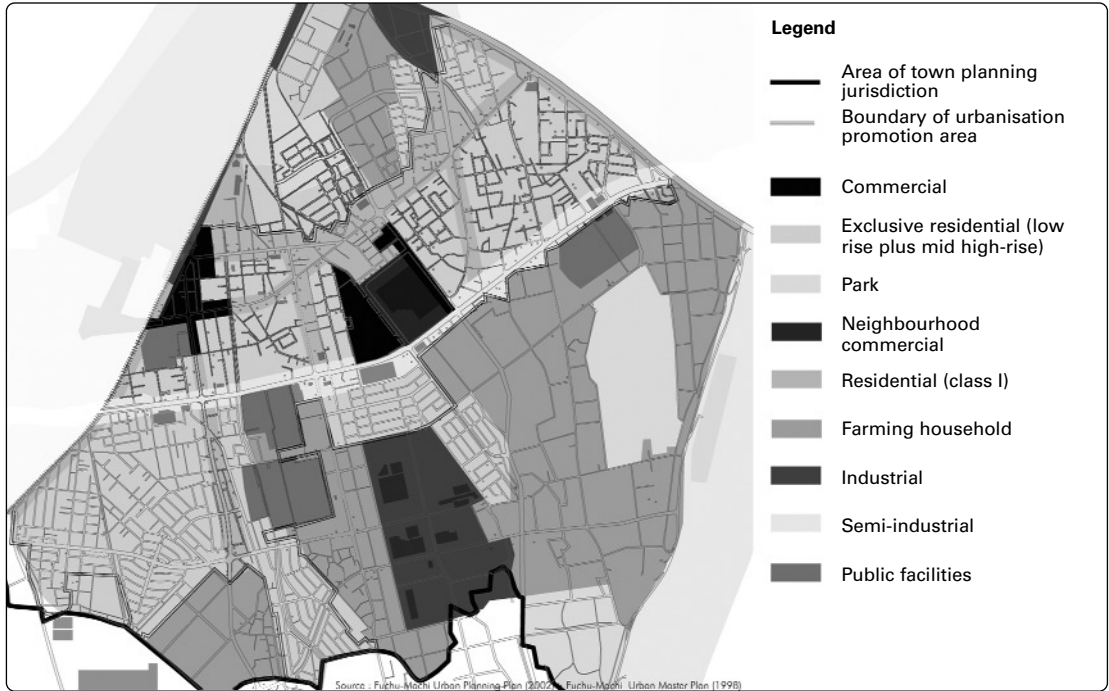 Legend
Area of town planning
jurisdiction
Boundary of urbanisation
promotion area
Commercial
Exclusive residential (low
rise plus mid high-rise)
Park
Neighbourhood
commercial
Residential (class I)
Farming household
Industrial
Semi-industrial
Public facilities
Source : Fuchu-Machi Urban Planning Plan (2002), Fuchu-Machi Urban Master Plan (1998)